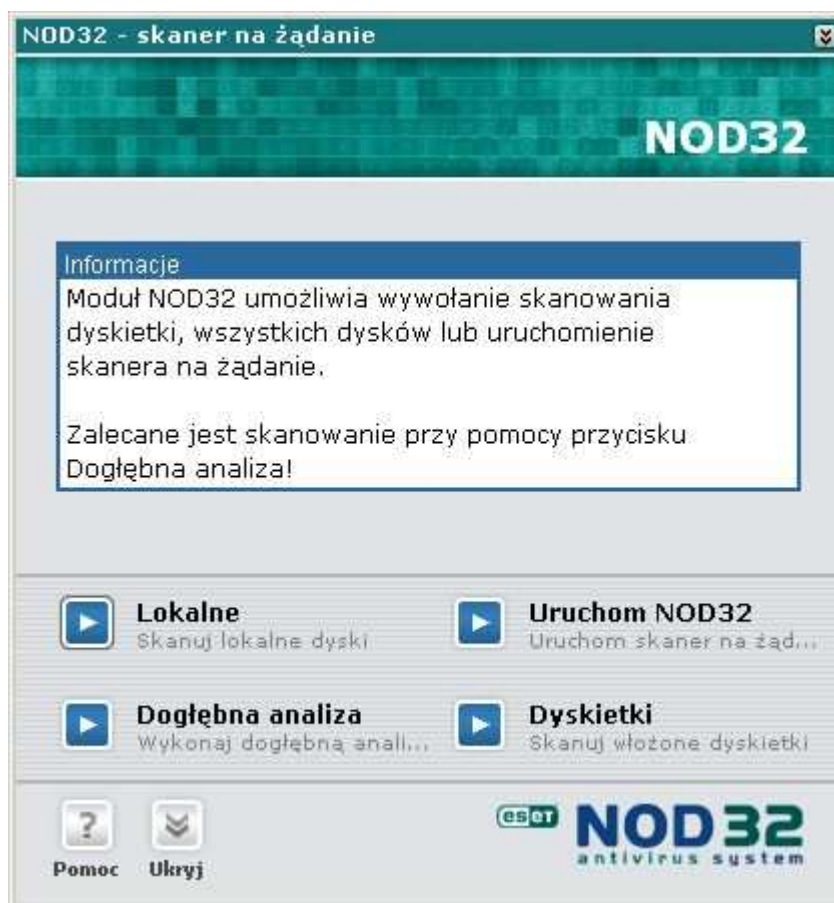 NOD32 - skaner na żądanie
NOD32
Informacje
Moduł NOD32 umożliwia wywołanie skanowania
dyskietki, wszystkich dysków lub uruchomienie
skanera na żądanie.
Zalecane jest skanowanie przy pomocy przycisku
Dogłębna analiza!
Lokalne
Skanuj lokalne dyski
Uruchom NOD32
Uruchom skaner na żąd...
Dogłębna analiza
Wykonaj dogłębną anali...
Dyskietki
Skanuj włożone dyskietki
?
Pomoc
Ukryj
eseT NOD32
antivirus system